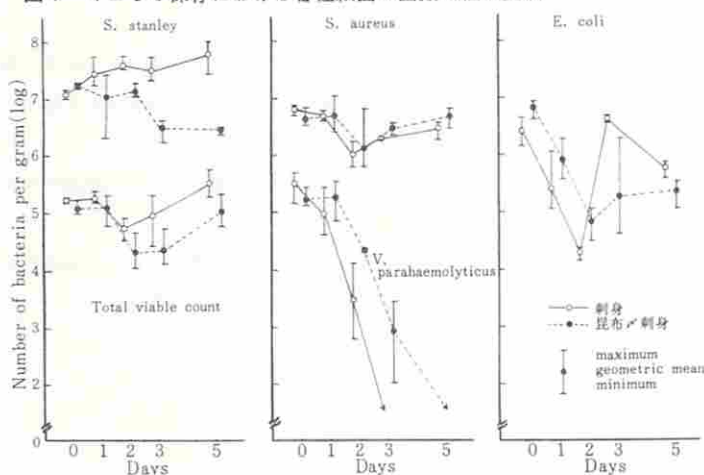 S. stanley
S. aureus
E. coli
Number of bacteria per gram(log)
8
7
6
5
4
3
2
0
Total viable count
V.
parahaemolyticus
刺身
昆布〆刺身
maximum
geometric mean
minimum
0 1 2 3 5
Days
0 1 2 3 5
Days
0 1 2 3 5
Days